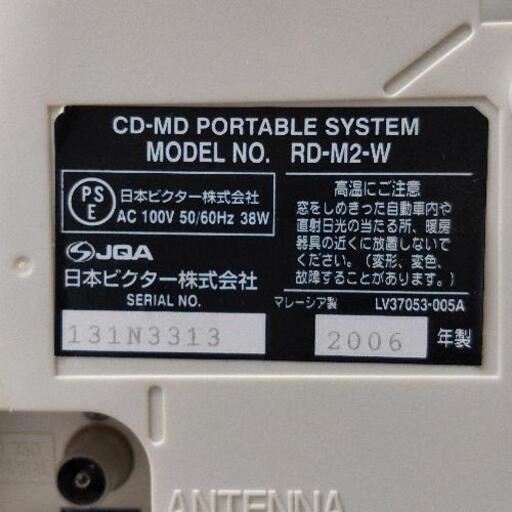 CD-MD PORTABLE SYSTEM
MODEL NO. RD-M2-W
PS
E
日本ビクター株式会社
AC 100V 50/60Hz 38W
JQA
日本ビクター株式会社
SERIAL NO.
131N3313
高温にご注意
窓をしめきった自動車内や
直射日光の当たる所、暖房
器具の近くに放置しないで
ください。(変形、変色、
故障することがあります。)
マレーシア製 LV37053-005A
2006 年製
ANTENNA